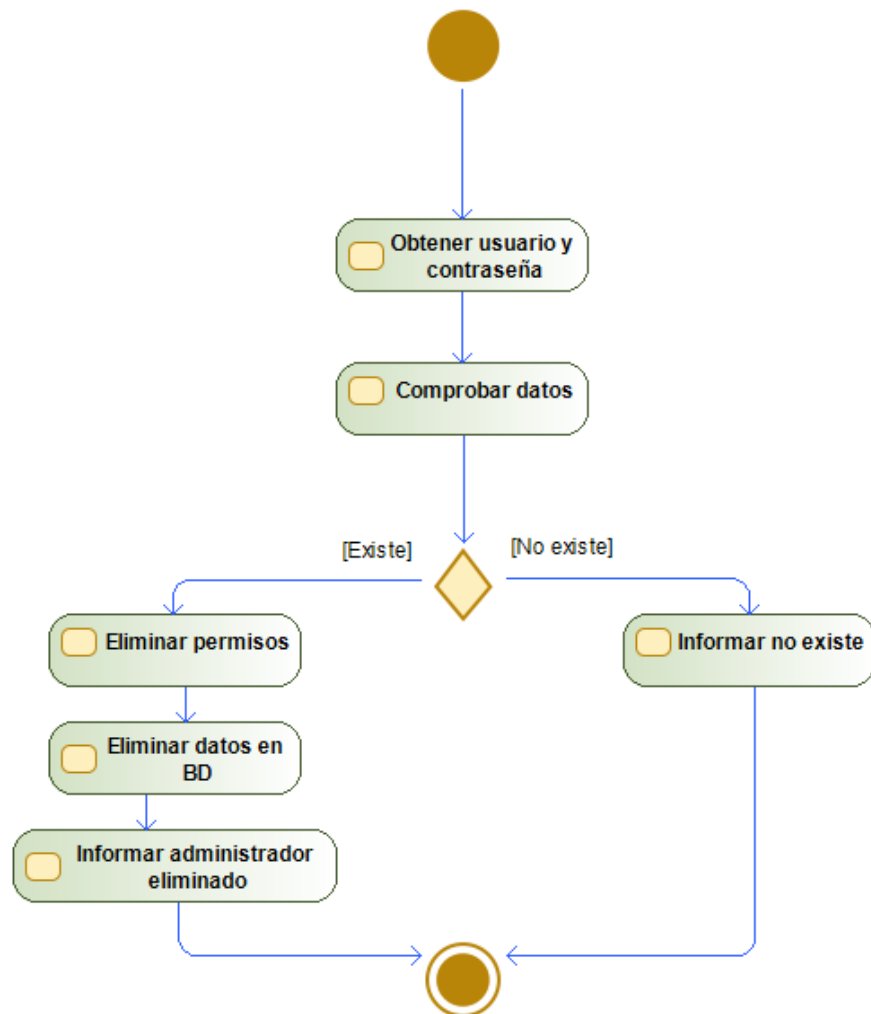 Obtener usuario y
contraseña
Comprobar datos
[Existe]
[No existe]
Eliminar permisos
Informar no existe
Eliminar datos en
BD
Informar administrador
eliminado